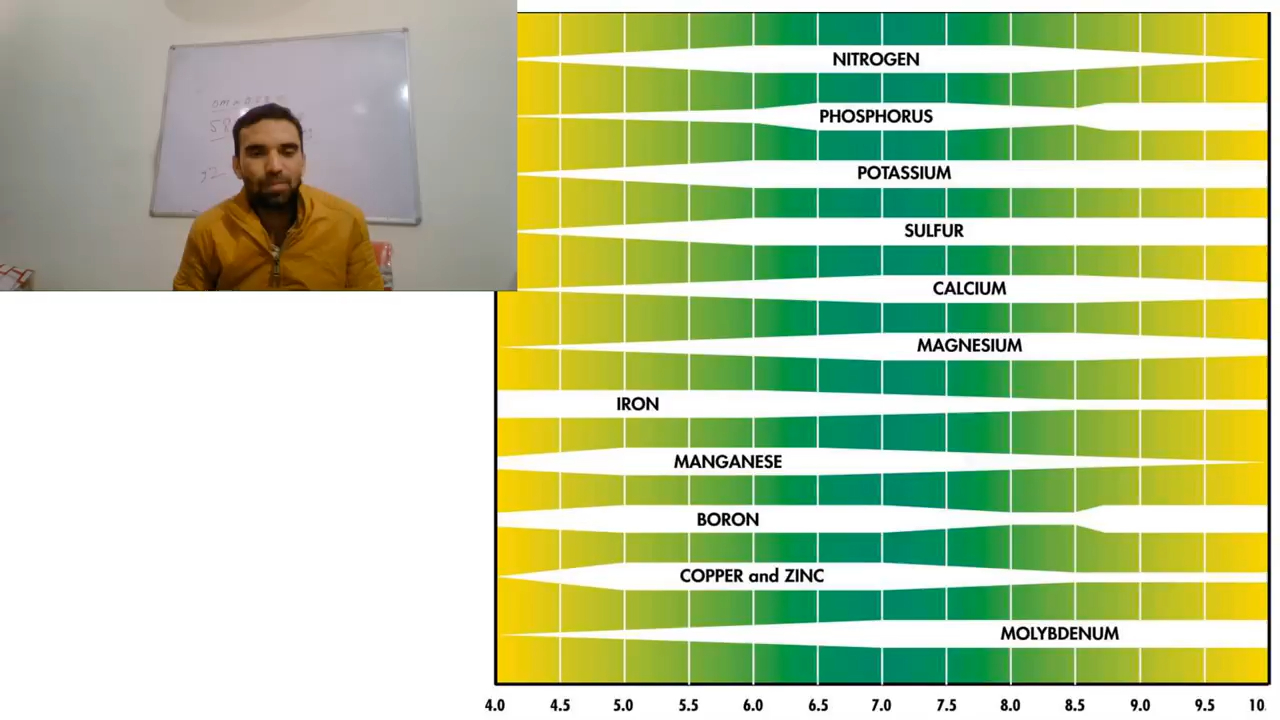 NITROGEN
PHOSPHORUS
POTASSIUM
SULFUR
CALCIUM
MAGNESIUM
IRON
MANGANESE
BORON
COPPER and ZINC
MOLYBDENUM
4.0 4.5 5.0 5.5 6.0 6.5 7.0 7.5 8.0 8.5 9.0 9.5 10.